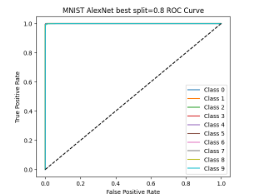 MNIST AlexNet best split=0.8 ROC Curve
True Positive Rate
1.0
0.8
0.6
0.4
0.2
0.0
Class 0
Class 1
Class 2
Class 3
Class 4
Class 5
Class 6
Class 7
Class 8
Class 9
0.0 0.2 0.4 0.6 0.8 1.0
False Positive Rate